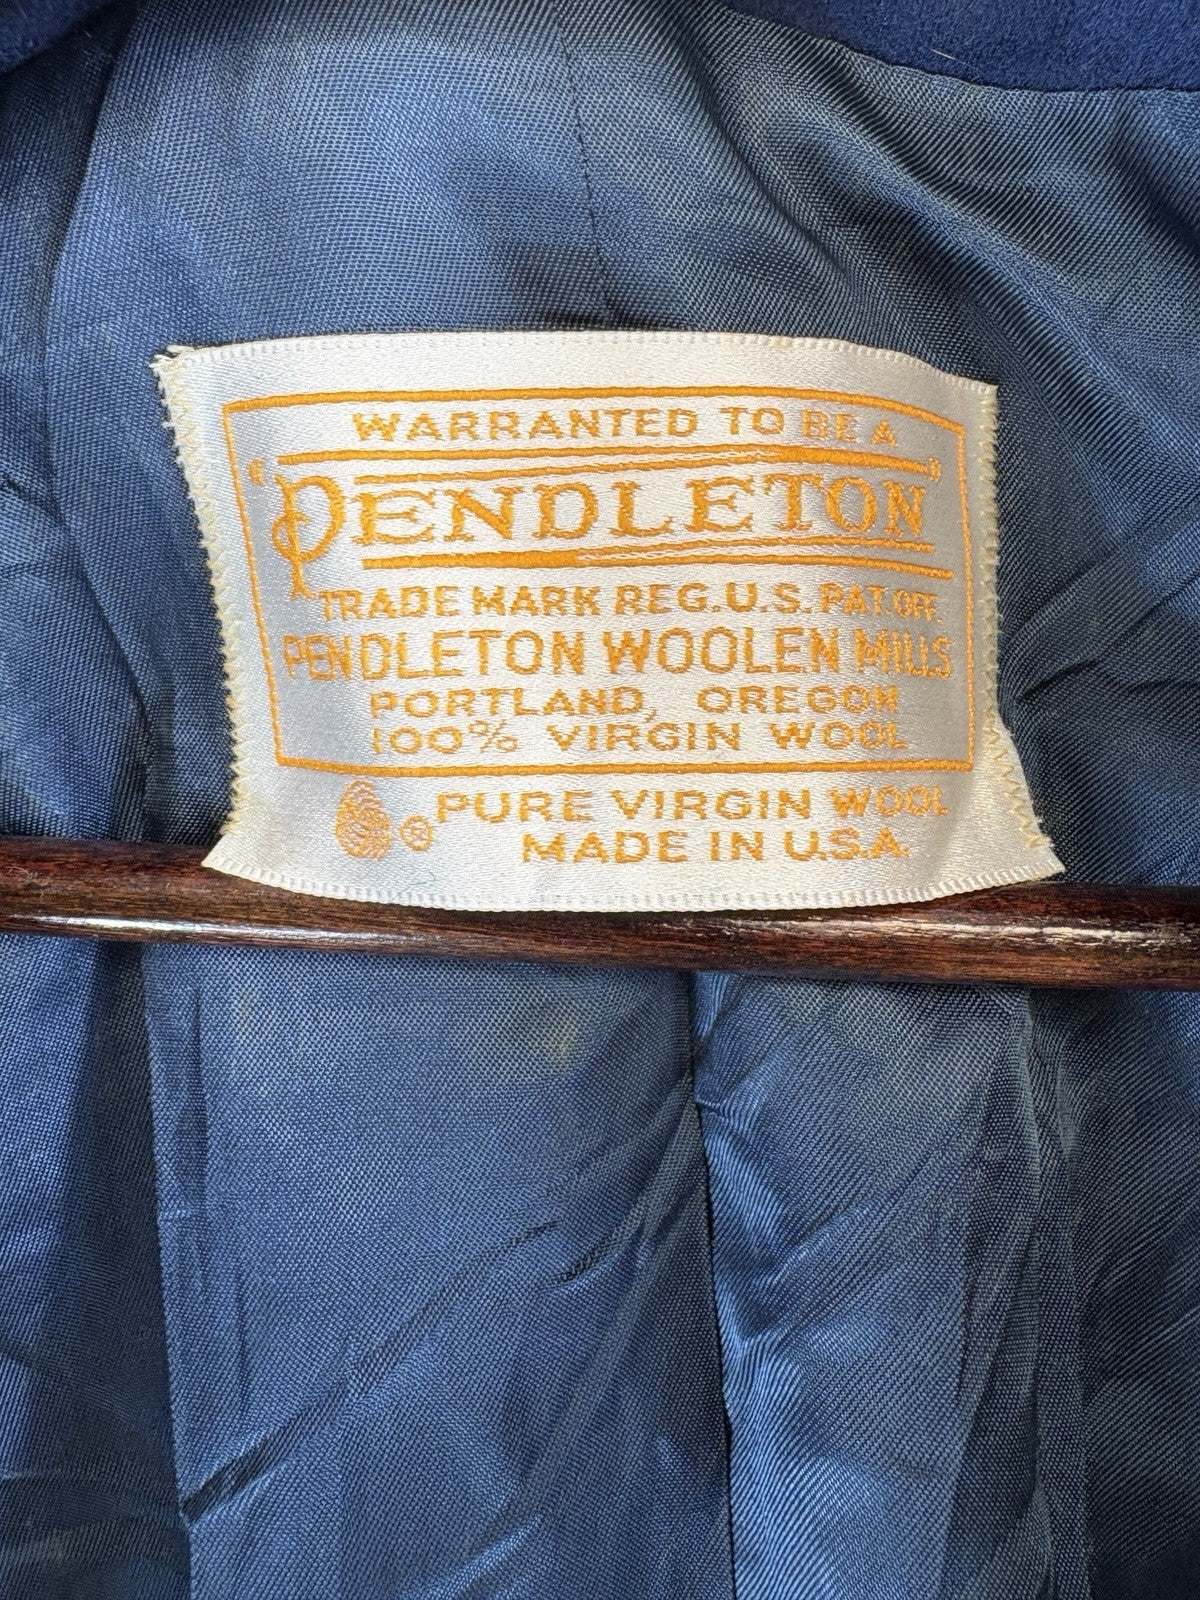 WARRANTED TO BE A
"PENDLETON"
TRADE MARK REG. U.S. PAT. OFF.
PENDLETON WOOLEN MILLS
PORTLAND, OREGON
100% VIRGIN WOOL
® PURE VIRGIN WOOL
MADE IN U.S.A.